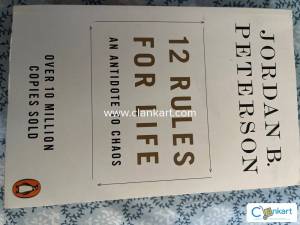 JORDAN B.
PETERSON
12 RULES
FOR LIFE
AN ANTIDOTE TO CHAOS
OVER 10 MILLION
COPIES SOLD
www.clankart.com
Clankart